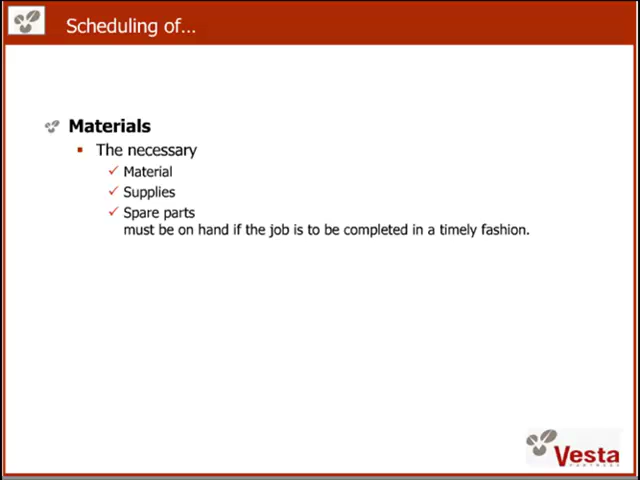 Scheduling of...
Materials
The necessary
Material
Supplies
Spare parts
must be on hand if the job is to be completed in a timely fashion.
Vesta
PARTNERS